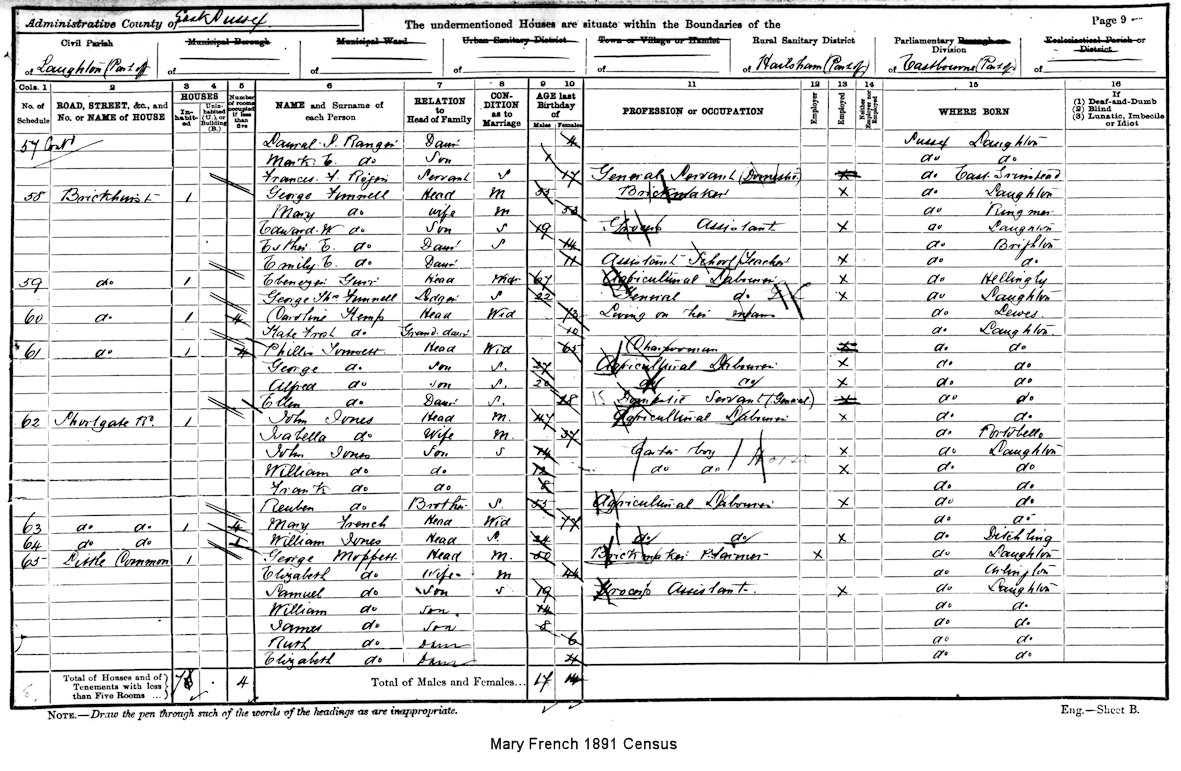 Administrative County of East Sussex
The undermentioned Houses are situate within the Boundaries of the
Page 9
Civil Parish Municipal Borough Municipal Ward Urban Sanitary District Town or Village or Hamlet Rural Sanitary District Parliamentary Borough or Division Ecclesiastical Parish or District
of Laughton (Part of) of of of of of Hailsham (Part of) of Eastbourne (Part of) of
Cols. 1 2 3 4 5 6 7 8 9 10 11 12 13 14 15 16
No. of Schedule ROAD, STREET, &c., and No. or NAME of HOUSE HOUSES Inhabited Uninhabited (U.) or Building (B.) Number of rooms occupied if less than five NAME and Surname of each Person RELATION to Head of Family CONDITION as to Marriage AGE last Birthday of Males Females PROFESSION or OCCUPATION Employer Employed Neither Employer nor Employed WHERE BORN If (1) Deaf-and-Dumb (2) Blind (3) Lunatic, Imbecile or Idiot
57 Contd Ranger Daur 4 Sussex Laughton
Mark do Son 1 do do
Frances Servant S 17 General Servant (Domestic) X do East Grinstead
58 Brickhurst 1 George Funnell Head M 53 Brickmaker X do Laughton
Mary do Wife M 53 do Ringmer
Edward W do Son S 19 Grocers Assistant X do Laughton
Esther E. do Daur S 14 do Brighton
Emily E. do Daur 11 Assistant School Teacher X do do
59 do 1 Ebenezer Head Widr 67 Agricultural Labourer X do Hellingly
George Thos Funnell Lodger S 22 General do X do Laughton
60 do 1 4 Caroline Kemp Head Wid 73 Living on her do Lewes
Kate do Grand daur 10 do Laughton
61 do 1 4 Head Wid 65 Charwoman X do do
George do Son S. 27 Agricultural Labourer X do do
Alfred do Son S. 20 do do X do do
Ellen do Daur S. 18 Domestic Servant (General) X do do
62 Shortgate Rd. 1 John Jones Head M. 47 Agricultural Labourer X do do
Isabella do Wife M. 37 do Portobello
John Jones Son S 14 Carter boy X do Laughton
William do do 12 do do X do do
Frank do do 8 do do
Reuben do Brother S. 53 Agricultural Labourer X do do
63 do do 1 4 Mary French Head Wid 77 do do
64 do do 1 William Jones Head S. 24 do do X do Ditchling
65 Little Common 1 George Moppett Head M. 50 Brickmaker & Farmer X do Laughton
Elizabeth do Wife M 44 do Arlington
Samuel do Son S 19 Grocers Assistant. X do Laughton
William do Son. 14 do do
James do Son 8 do do
Ruth do Daur 6 do do
Elizabeth do Daur 4 do do
Total of Houses and of Tenements with less than Five Rooms ... 4 Total of Males and Females... 17 14
NOTE.—Draw the pen through such of the words of the headings as are inappropriate.
Eng.—Sheet B.
Mary French 1891 Census